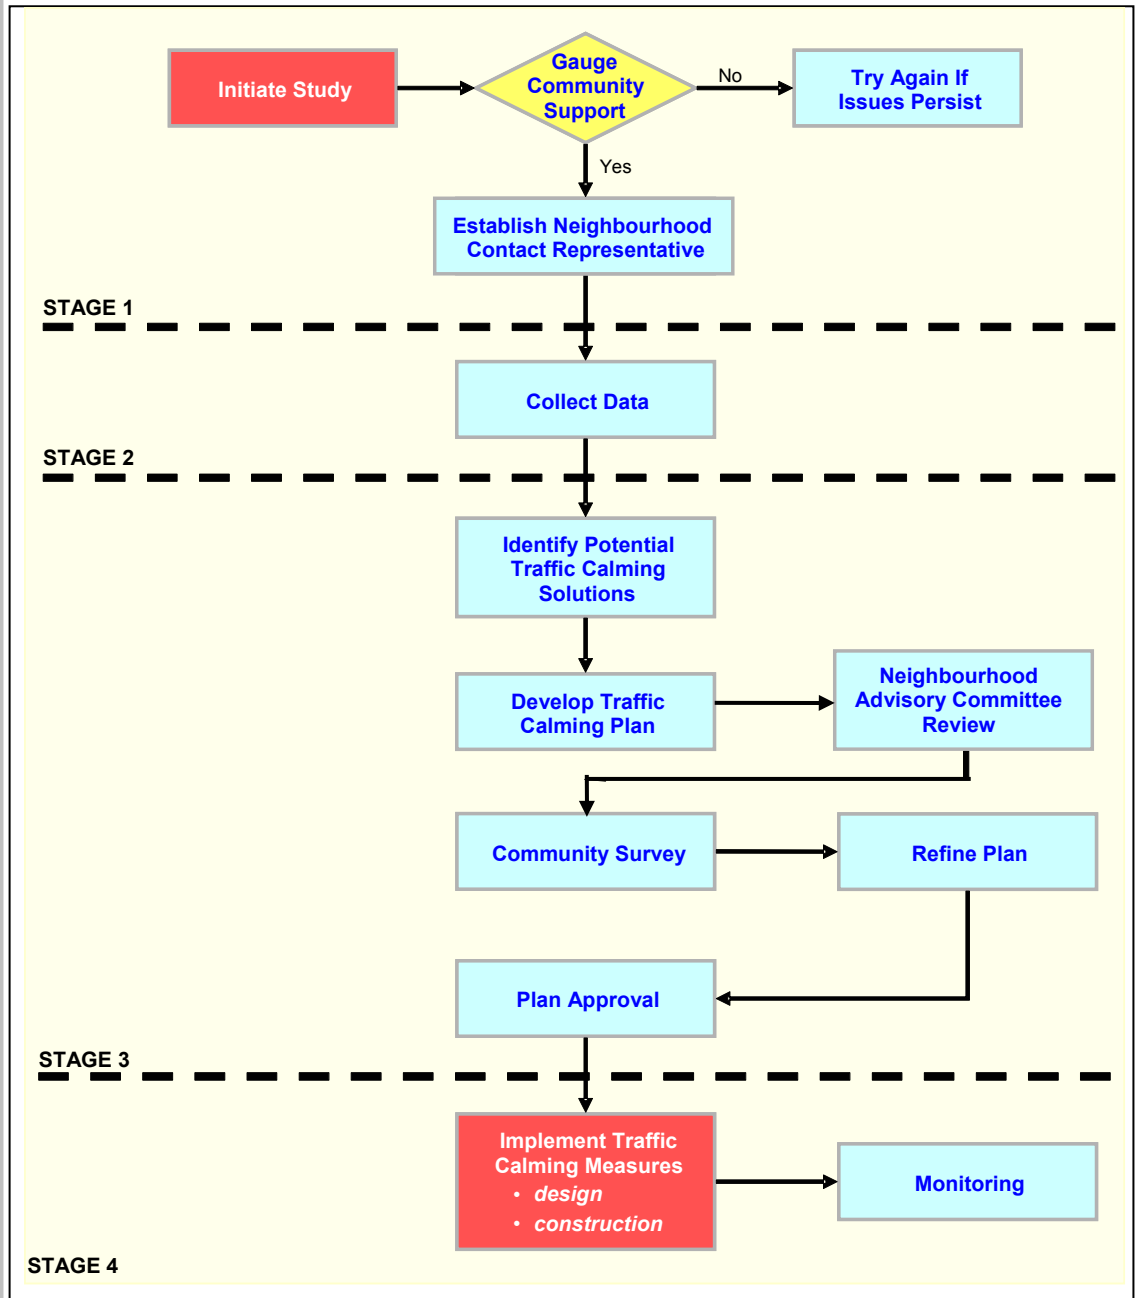 Initiate Study
Gauge
Community
Support
No
Try Again If
Issues Persist
Yes
Establish Neighbourhood
Contact Representative
STAGE 1
Collect Data
STAGE 2
Identify Potential
Traffic Calming
Solutions
Develop Traffic
Calming Plan
Neighbourhood
Advisory Committee
Review
Community Survey
Refine Plan
Plan Approval
STAGE 3
Implement Traffic
Calming Measures
• design
• construction
Monitoring
STAGE 4